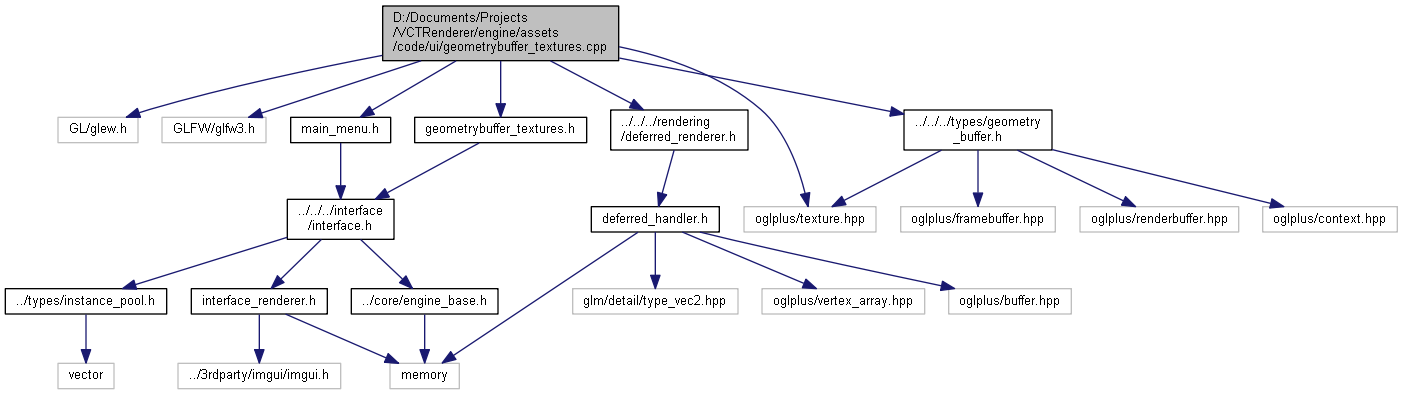 D:/Documents/Projects
/VCTRenderer/engine/assets
/code/ui/geometrybuffer_textures.cpp
GL/glew.h
GLFW/glfw3.h
main_menu.h
geometrybuffer_textures.h
../../../rendering
/deferred_renderer.h
../../../types/geometry
_buffer.h
../../../interface
/interface.h
deferred_handler.h
oglplus/texture.hpp
oglplus/framebuffer.hpp
oglplus/renderbuffer.hpp
oglplus/context.hpp
../types/instance_pool.h
interface_renderer.h
../core/engine_base.h
glm/detail/type_vec2.hpp
oglplus/vertex_array.hpp
oglplus/buffer.hpp
vector
../3rdparty/imgui/imgui.h
memory